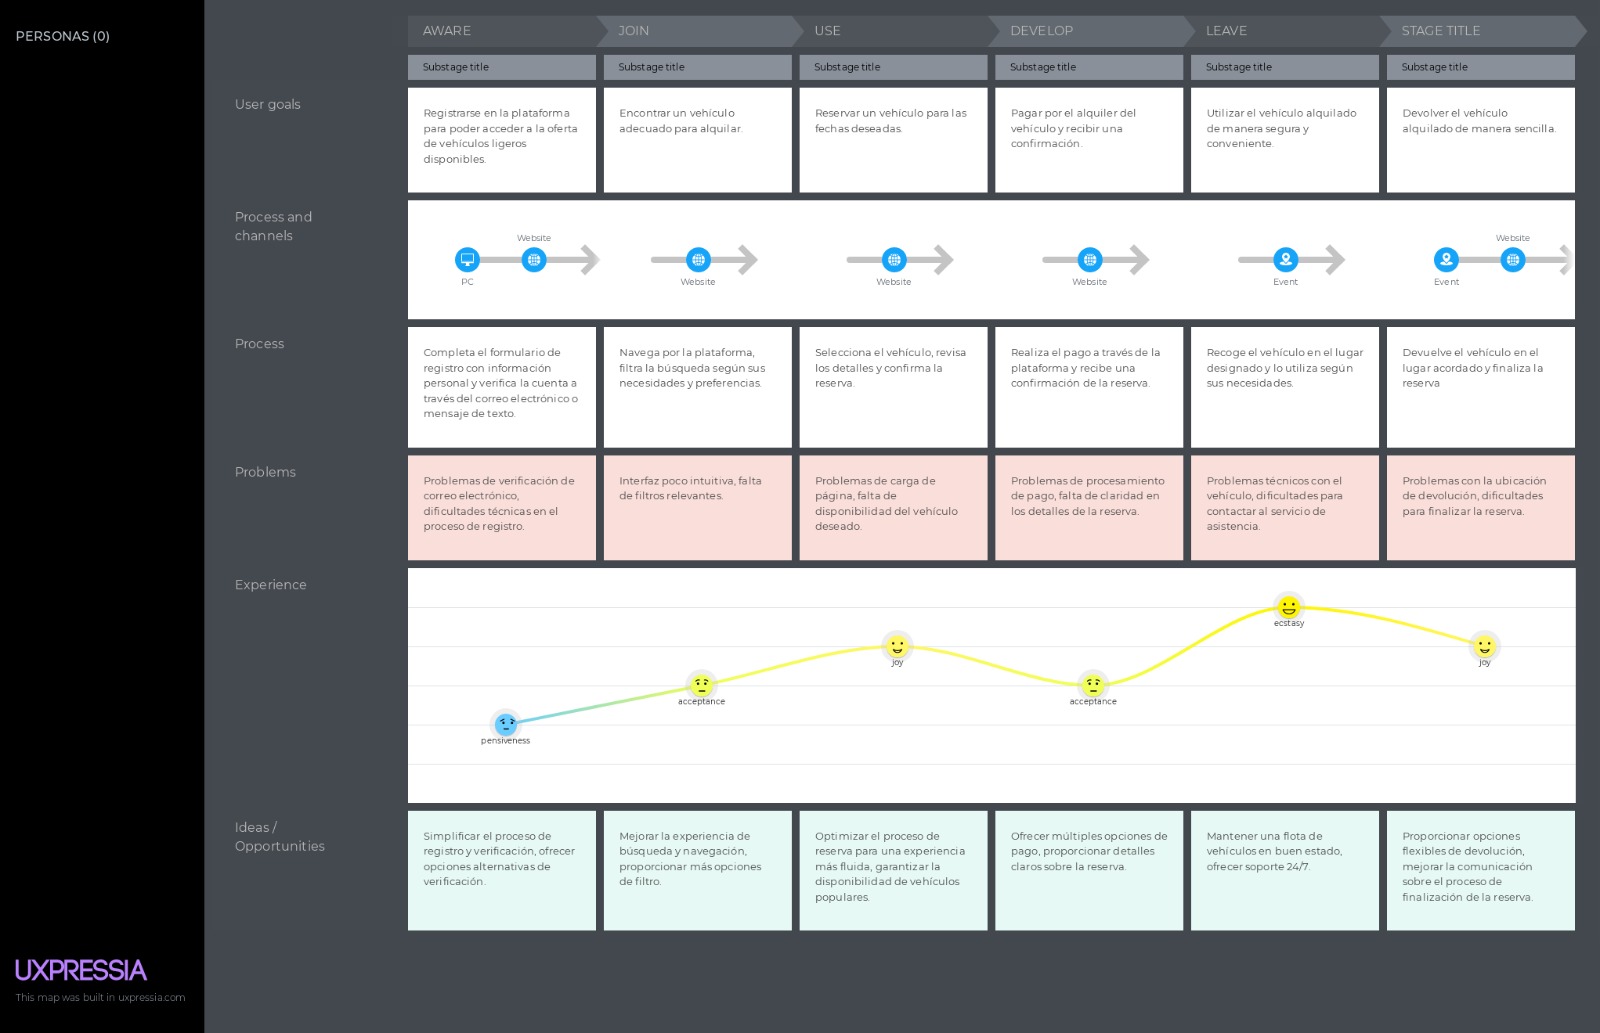 PERSONAS (0)
AWARE
JOIN
USE
DEVELOP
LEAVE
STAGE TITLE
Substage title
Substage title
Substage title
Substage title
Substage title
Substage title
User goals
Registrarse en la plataforma
para poder acceder a la oferta
de vehículos ligeros
disponibles.
Encontrar un vehículo
adecuado para alquilar.
Reservar un vehículo para las
fechas deseadas.
Pagar por el alquiler del
vehículo y recibir una
confirmación.
Utilizar el vehículo alquilado
de manera segura y
conveniente.
Devolver el vehículo
alquilado de manera sencilla.
Process and
channels
PC
Website
Website
Website
Website
Event
Event
Website
Process
Completa el formulario de
registro con información
personal y verifica la cuenta a
través del correo electrónico o
mensaje de texto.
Navega por la plataforma,
filtra la búsqueda según sus
necesidades y preferencias.
Selecciona el vehículo, revisa
los detalles y confirma la
reserva.
Realiza el pago a través de la
plataforma y recibe una
confirmación de la reserva.
Recoge el vehículo en el lugar
designado y lo utiliza según
sus necesidades.
Devuelve el vehículo en el
lugar acordado y finaliza la
reserva
Problems
Problemas de verificación de
correo electrónico,
dificultades técnicas en el
proceso de registro.
Interfaz poco intuitiva, falta
de filtros relevantes.
Problemas de carga de
página, falta de
disponibilidad del vehículo
deseado.
Problemas de procesamiento
de pago, falta de claridad en
los detalles de la reserva.
Problemas técnicos con el
vehículo, dificultades para
contactar al servicio de
asistencia.
Problemas con la ubicación
de devolución, dificultades
para finalizar la reserva.
Experience
pensiveness
acceptance
joy
acceptance
ecstasy
joy
Ideas /
Opportunities
Simplificar el proceso de
registro y verificación, ofrecer
opciones alternativas de
verificación.
Mejorar la experiencia de
búsqueda y navegación,
proporcionar más opciones
de filtro.
Optimizar el proceso de
reserva para una experiencia
más fluida, garantizar la
disponibilidad de vehículos
populares.
Ofrecer múltiples opciones de
pago, proporcionar detalles
claros sobre la reserva.
Mantener una flota de
vehículos en buen estado,
ofrecer soporte 24/7.
Proporcionar opciones
flexibles de devolución,
mejorar la comunicación
sobre el proceso de
finalización de la reserva.
UXPRESSIA
This map was built in uxpressia.com